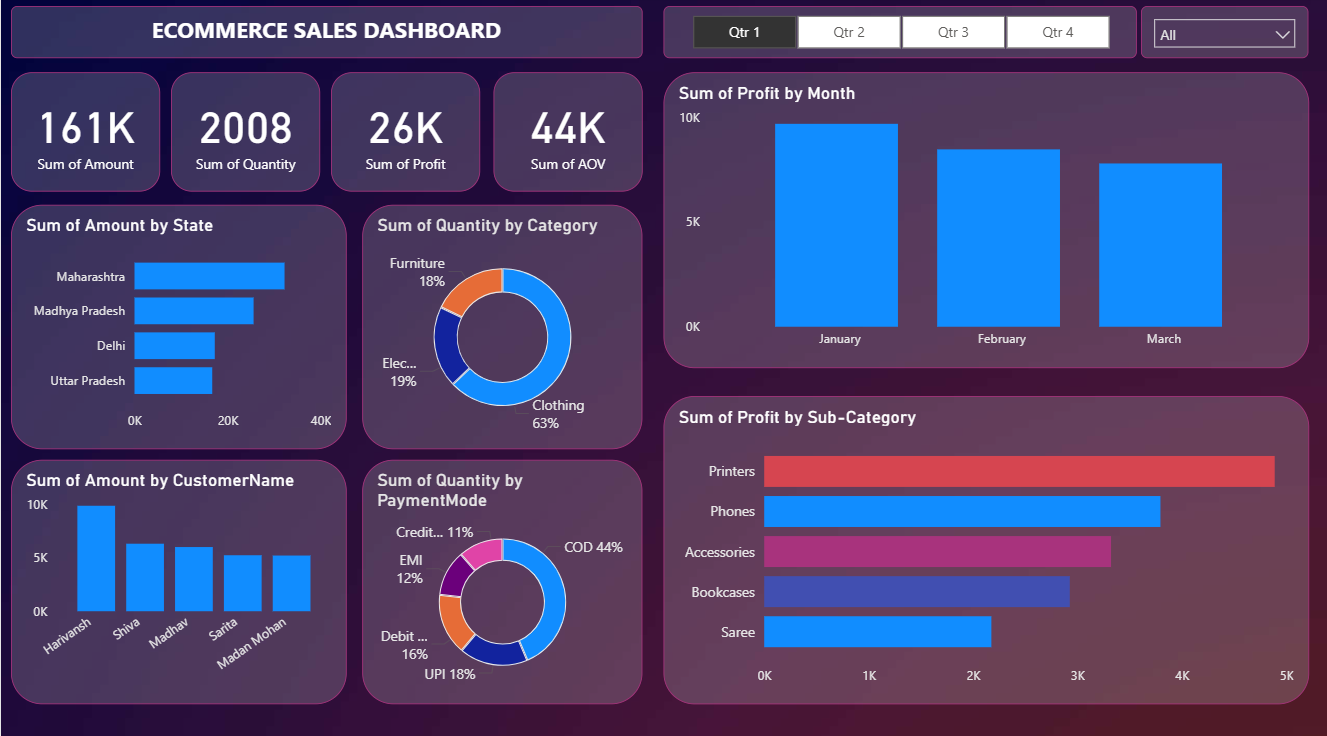 ECOMMERCE SALES DASHBOARD
Qtr 1
Qtr 2
Qtr 3
Qtr 4
All
161K
Sum of Amount
2008
Sum of Quantity
26K
Sum of Profit
44K
Sum of AOV
Sum of Profit by Month
10K
5K
0K
January
February
March
Sum of Amount by State
Maharashtra
Madhya Pradesh
Delhi
Uttar Pradesh
0K
20K
40K
Sum of Quantity by Category
Furniture
18%
Elec...
19%
Clothing
63%
Sum of Profit by Sub-Category
Printers
Phones
Accessories
Bookcases
Saree
0K
1K
2K
3K
4K
5K
Sum of Amount by CustomerName
10K
5K
0K
Harivansh
Shiva
Madhav
Sarita
Madan Mohan
Sum of Quantity by
PaymentMode
Credit... 11%
COD 44%
EMI
12%
Debit ...
16%
UPI 18%